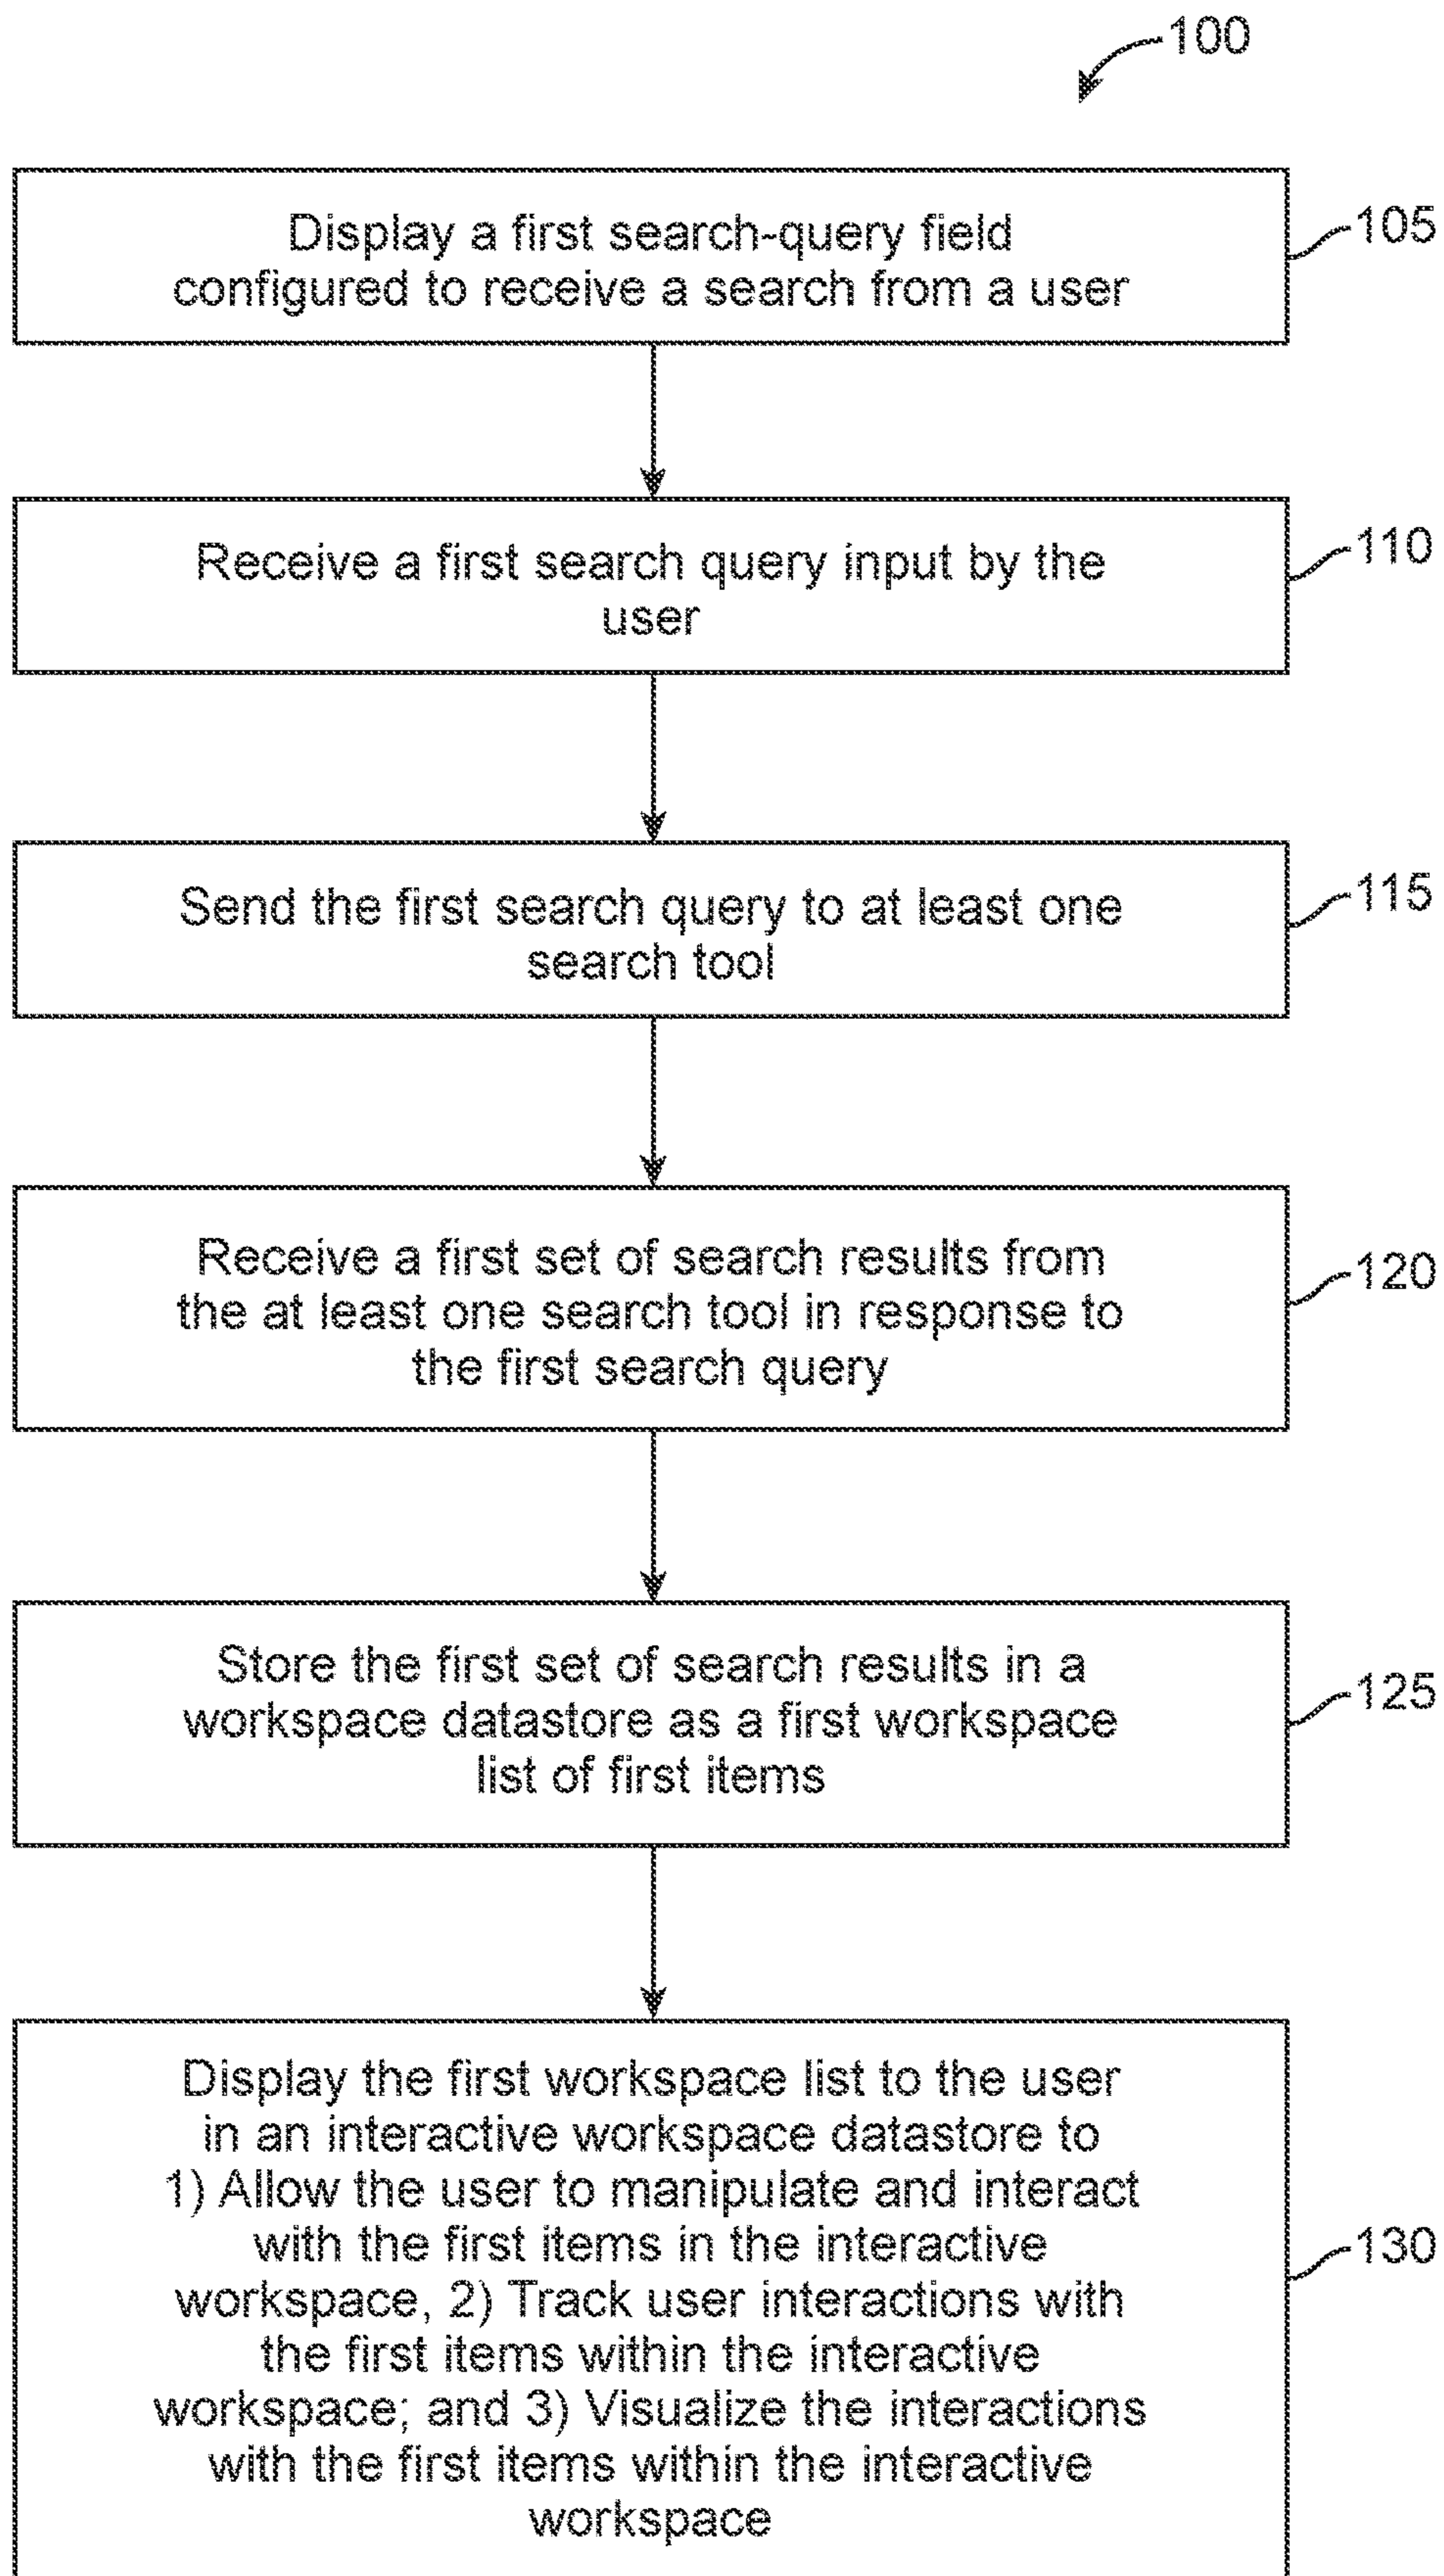 100
Display a first search-query field
configured to receive a search from a user
105
Receive a first search query input by the
user
110
Send the first search query to at least one
search tool
115
Receive a first set of search results from
the at least one search tool in response to
the first search query
120
Store the first set of search results in a
workspace datastore as a first workspace
list of first items
125
Display the first workspace list to the user
in an interactive workspace datastore to
1) Allow the user to manipulate and interact
with the first items in the interactive
workspace, 2) Track user interactions with
the first items within the interactive
workspace; and 3) Visualize the interactions
with the first items within the interactive
workspace
130